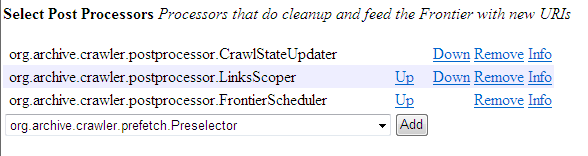 Select Post Processors Processors that do cleanup and feed the Frontier with new URIs
org.archive.crawler.postprocessor.CrawlStateUpdater Down Remove Info
org.archive.crawler.postprocessor.LinksScoper Up Down Remove Info
org.archive.crawler.postprocessor.FrontierScheduler Up Remove Info
org.archive.crawler.prefetch.Preselector Add